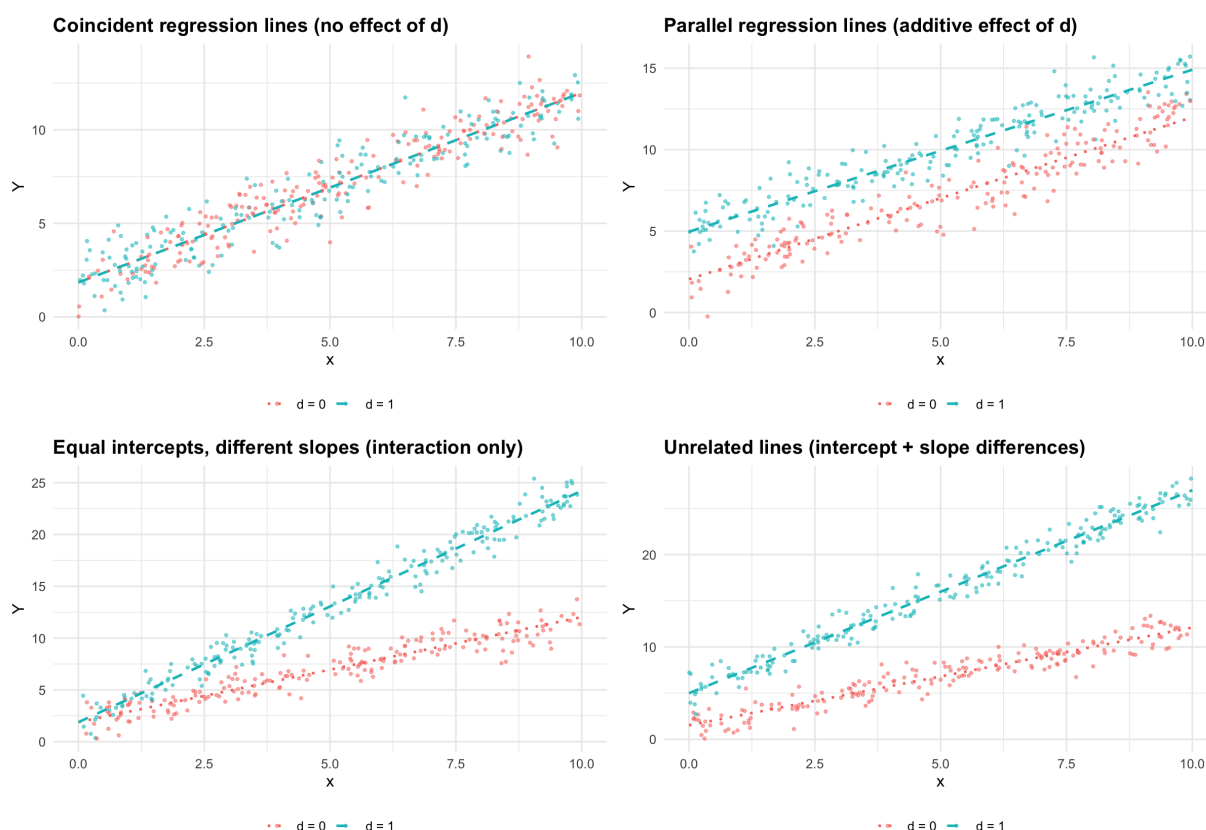 Coincident regression lines (no effect of d)
Y
10
5
0
0.0 2.5 5.0 7.5 10.0
x
d = 0 d = 1
Parallel regression lines (additive effect of d)
Y
15
10
5
0
0.0 2.5 5.0 7.5 10.0
x
d = 0 d = 1
Equal intercepts, different slopes (interaction only)
Y
25
20
15
10
5
0
0.0 2.5 5.0 7.5 10.0
x
d = 0 d = 1
Unrelated lines (intercept + slope differences)
Y
20
10
0
0.0 2.5 5.0 7.5 10.0
x
d = 0 d = 1